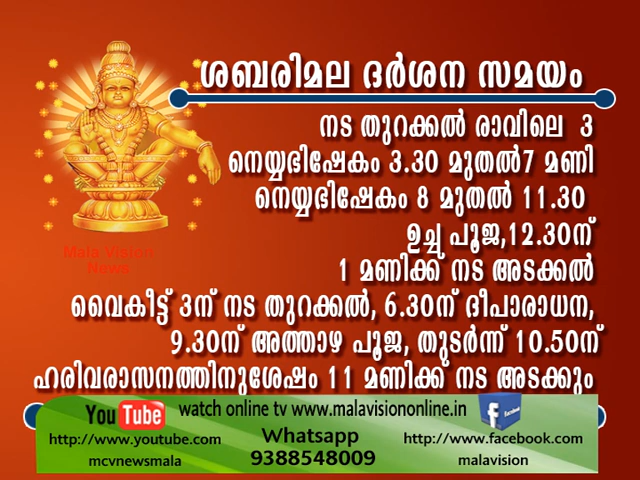 ശബരിമല ദർശന സമയം
നട തുറക്കൽ രാവിലെ 3
നെയ്യഭിഷേകം 3.30 മുതൽ7 മണി
നെയ്യഭിഷേകം 8 മുതൽ 11.30
ഉച്ച പൂജ,12.30ന്
Mala Vision
News
1 മണിക്ക് നട അടക്കൽ
വൈകീട്ട് 3ന് നട തുറക്കൽ, 6.30ന് ദീപാരാധന,
9.30ന് അത്താഴ പൂജ, തുടർന്ന് 10.50ന്
ഹരിവരാസനത്തിനുശേഷം 11 മണിക്ക് നട അടക്കും
YouTube watch online tv www.malavisiononline.in facebook
http://www.youtube.com Whatsapp http://www.facebook.com
mcvnewsmala 9388548009 malavision